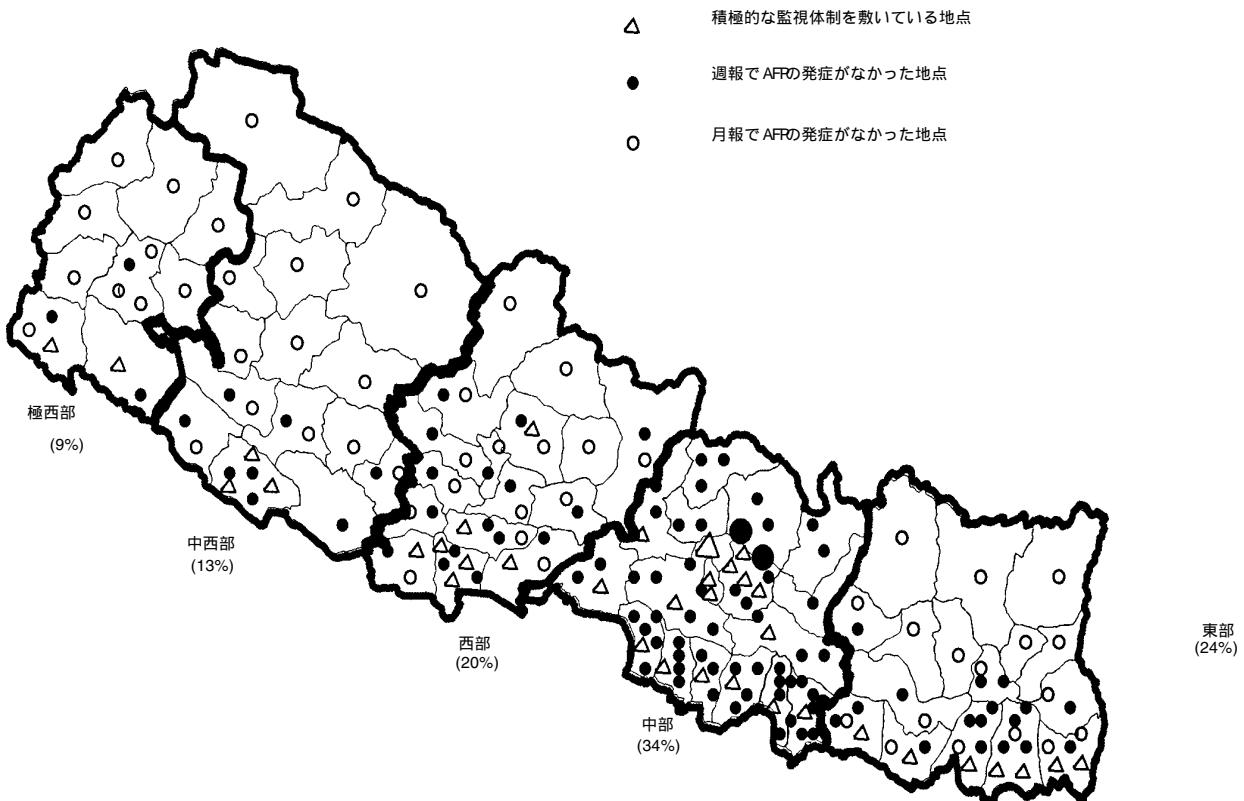 積極的な監視体制を敷いている地点
週報でAFPの発症がなかった地点
月報でAFPの発症がなかった地点
極西部
(9%)
中西部
(13%)
西部
(20%)
中部
(34%)
東部
(24%)